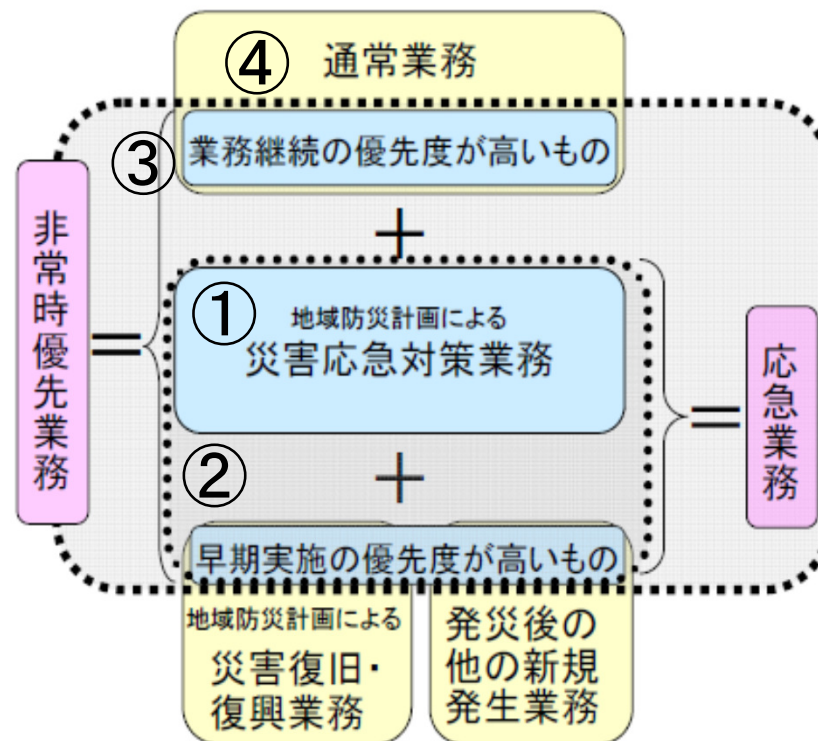 ④ 通常業務
③ 業務継続の優先度が高いもの
+
非常時優先業務
=
① 地域防災計画による
災害応急対策業務
=
応急業務
② +
早期実施の優先度が高いもの
地域防災計画による
災害復旧・
復興業務
発災後の
他の新規
発生業務